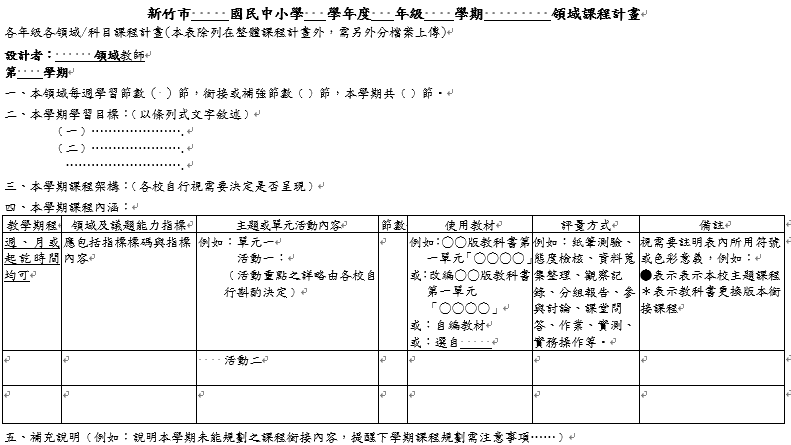 新竹市.....國民中小學...學年度...年級....學期.........領域課程計畫
各年級各領域/科目課程計畫(本表除列在整體課程計畫外，需另外分檔案上傳)
設計者：......領域教師
第....學期
一、本領域每週學習節數（ ）節，銜接或補強節數（）節，本學期共（）節。
二、本學期學習目標：（以條列式文字敘述）
（一）.....................
（二）.....................
...........................
三、本學期課程架構：（各校自行視需要決定是否呈現）
四、本學期課程內涵：
教學期程 領域及議題能力指標 主題或單元活動內容 節數 使用教材 評量方式 備註
週、月或起訖時間均可
應包括指標標碼與指標內容
例如：單元一
活動一：
（活動重點之詳略由各校自行斟酌決定）
例如：○○版教科書第一單元「○○○○」
或：改編○○版教科書第一單元
「○○○○」
或：自編教材
或：選自.....
例如：紙筆測驗、態度檢核、資料蒐集整理、觀察記錄、分組報告、參與討論、課堂問答、作業、實測、實務操作等。
視需要註明表內所用符號或色彩意義，例如：
●表示表示本校主題課程
＊表示教科書更換版本銜接課程
....活動二
五、補充說明（例如：說明本學期未能規劃之課程銜接內容，提醒下學期課程規劃需注意事項……）